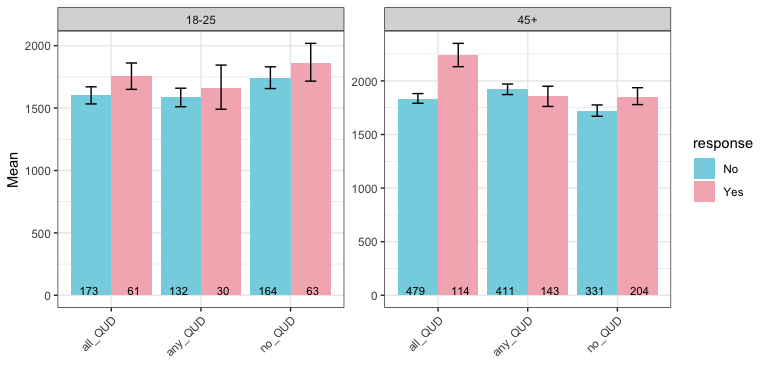 18-25
45+
Mean
2000
1500
1000
500
0
173 61 132 30 164 63
all_QUD
any_QUD
no_QUD
2000
1500
1000
500
0
479 114 411 143 331 204
all_QUD
any_QUD
no_QUD
response
No
Yes